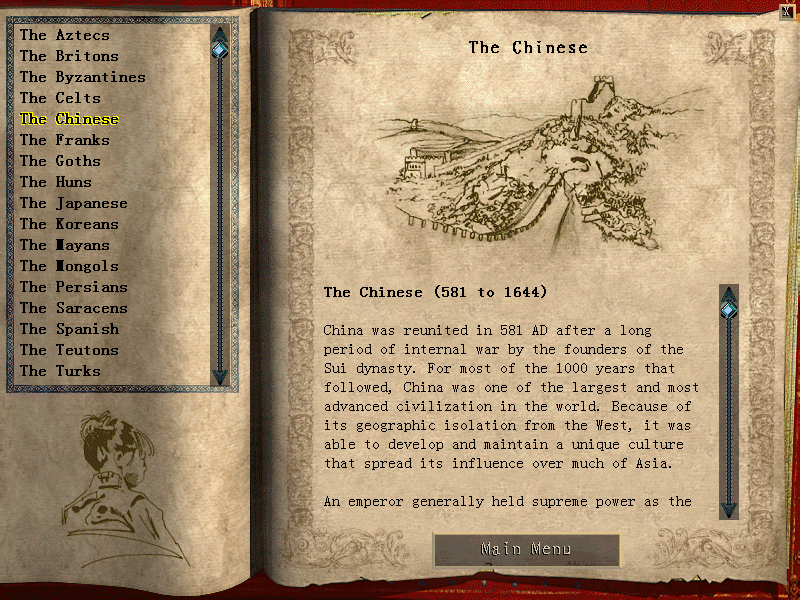 The Aztecs
The Britons
The Byzantines
The Celts
The Chinese
The Franks
The Goths
The Huns
The Japanese
The Koreans
The Mayans
The Mongols
The Persians
The Saracens
The Spanish
The Teutons
The Turks
The Chinese
The Chinese (581 to 1644)
China was reunited in 581 AD after a long
period of internal war by the founders of the
Sui dynasty. For most of the 1000 years that
followed, China was one of the largest and most
advanced civilization in the world. Because of
its geographic isolation from the West, it was
able to develop and maintain a unique culture
that spread its influence over much of Asia.
An emperor generally held supreme power as the
Main Menu
X